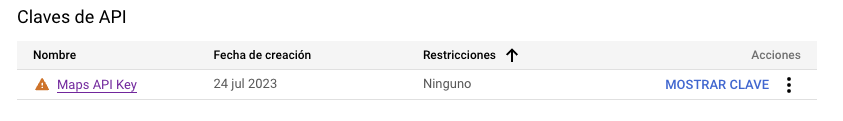 Claves de API
Nombre Fecha de creación Restricciones Acciones
Maps API Key 24 jul 2023 Ninguno MOSTRAR CLAVE